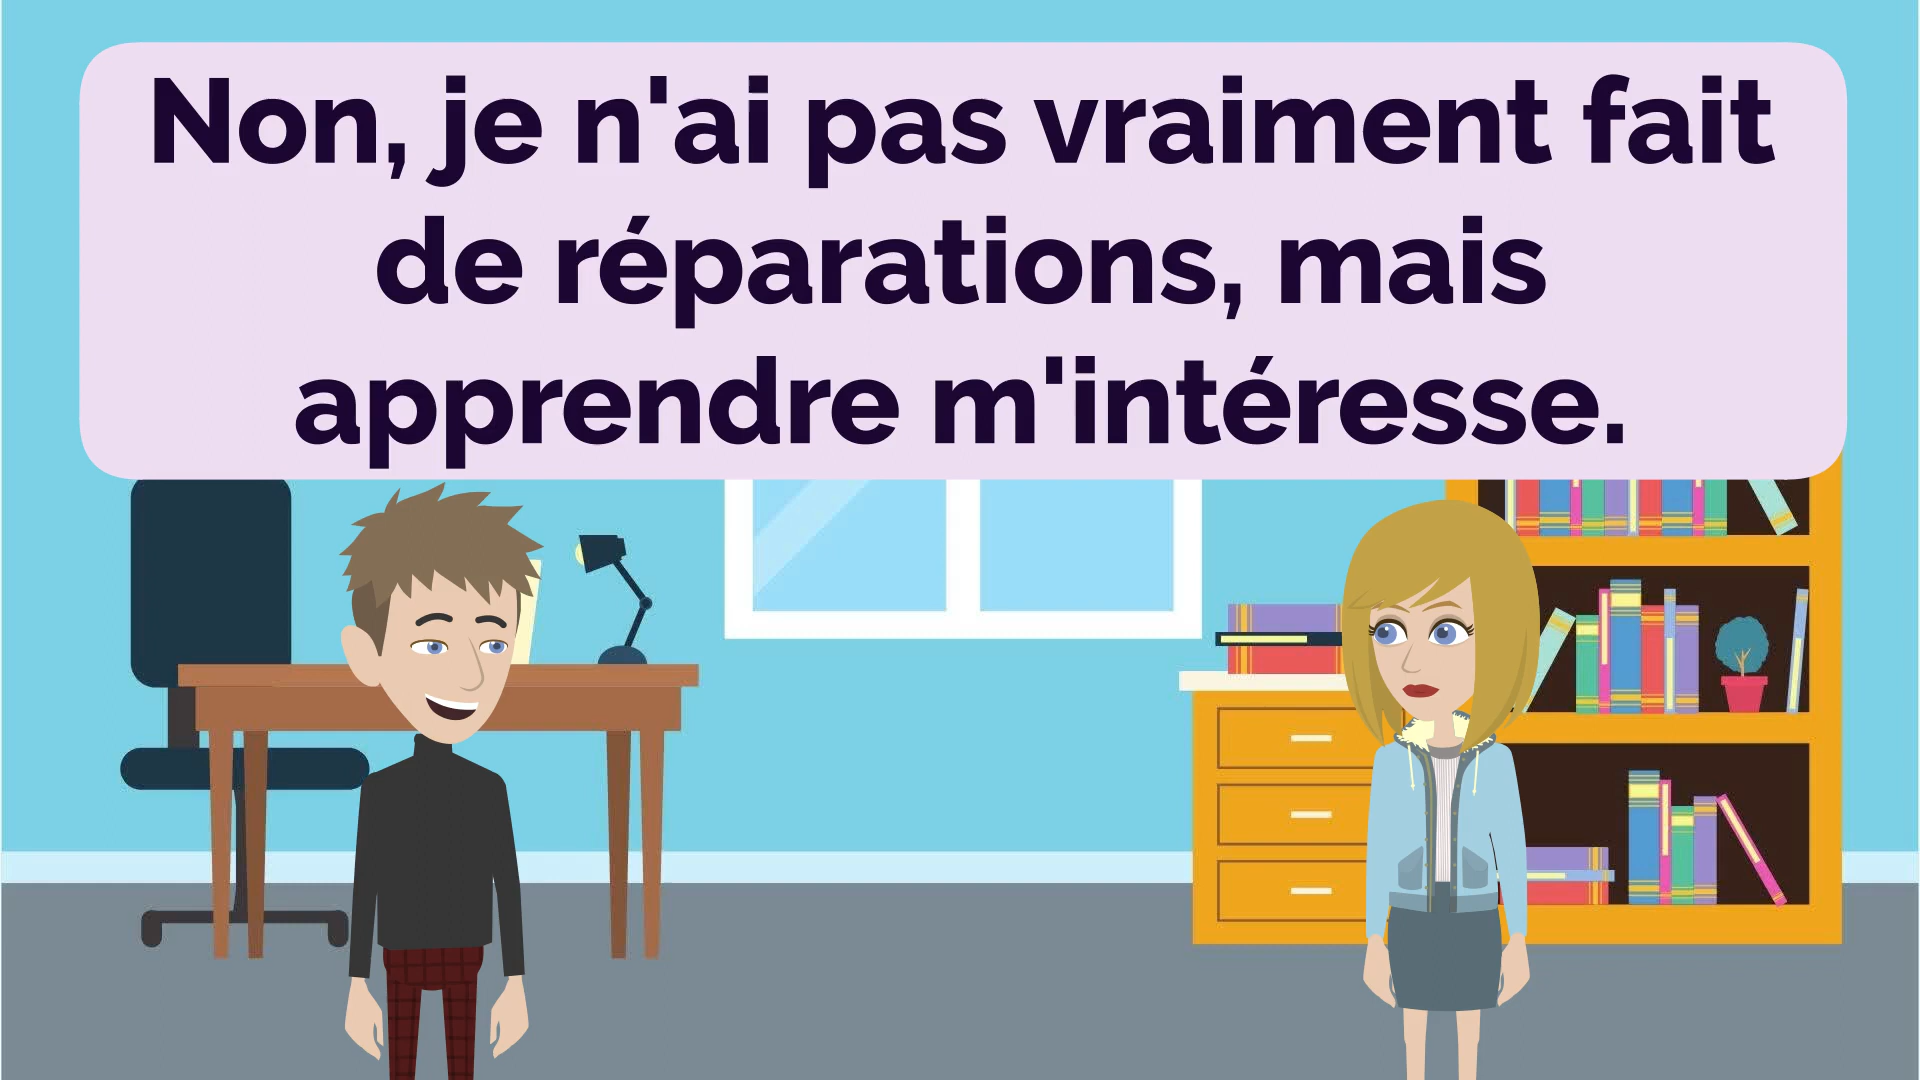 Non, je n'ai pas vraiment fait
de réparations, mais
apprendre m'intéresse.